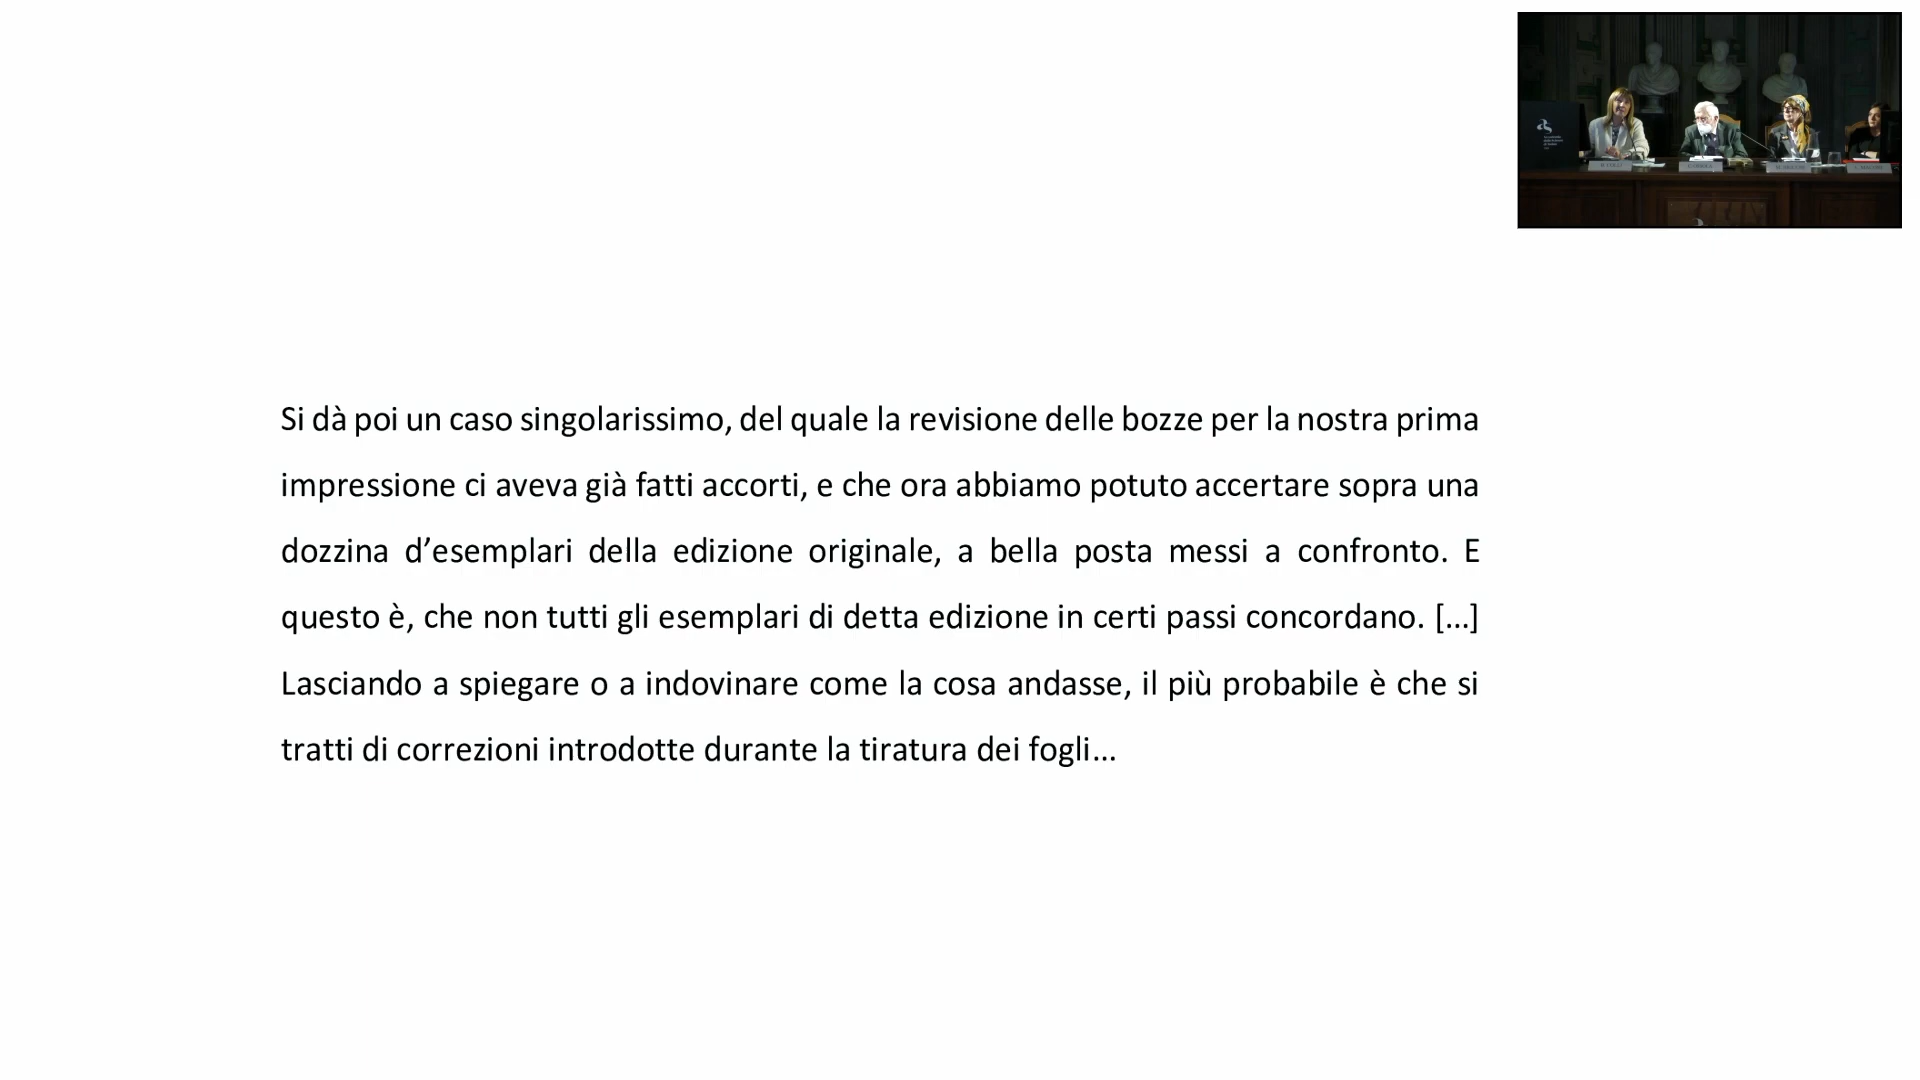 Si dà poi un caso singolarissimo, del quale la revisione delle bozze per la nostra prima
impressione ci aveva già fatti accorti, e che ora abbiamo potuto accertare sopra una
dozzina d’esemplari della edizione originale, a bella posta messi a confronto. E
questo è, che non tutti gli esemplari di detta edizione in certi passi concordano. [...]
Lasciando a spiegare o a indovinare come la cosa andasse, il più probabile è che si
tratti di correzioni introdotte durante la tiratura dei fogli...